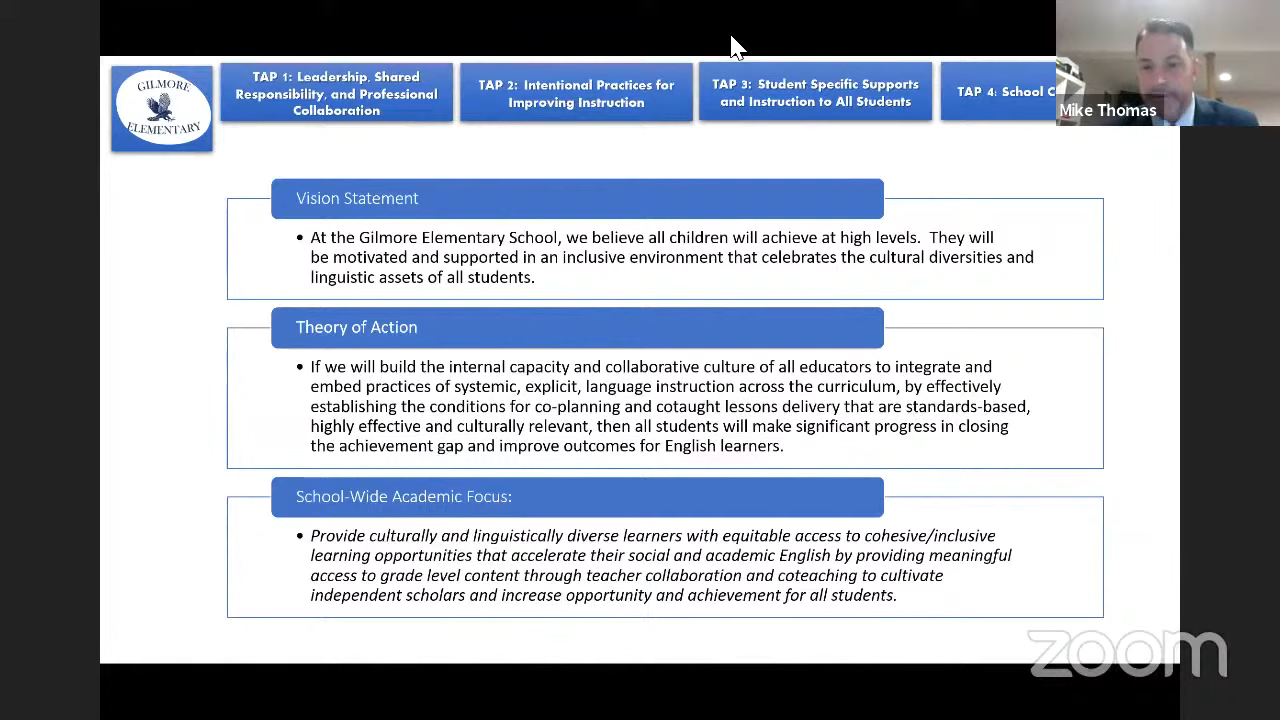 GILMORE
ELEMENTARY
TAP 1: Leadership, Shared
Responsibility, and Professional
Collaboration
TAP 2: Intentional Practices for
Improving Instruction
TAP 3: Student Specific Supports
and Instruction to All Students
TAP 4: School C
Mike Thomas
Vision Statement
• At the Gilmore Elementary School, we believe all children will achieve at high levels. They will
be motivated and supported in an inclusive environment that celebrates the cultural diversities and
linguistic assets of all students.
Theory of Action
• If we will build the internal capacity and collaborative culture of all educators to integrate and
embed practices of systemic, explicit, language instruction across the curriculum, by effectively
establishing the conditions for co-planning and cotaught lessons delivery that are standards-based,
highly effective and culturally relevant, then all students will make significant progress in closing
the achievement gap and improve outcomes for English learners.
School-Wide Academic Focus:
• Provide culturally and linguistically diverse learners with equitable access to cohesive/inclusive
learning opportunities that accelerate their social and academic English by providing meaningful
access to grade level content through teacher collaboration and coteaching to cultivate
independent scholars and increase opportunity and achievement for all students.
zoom